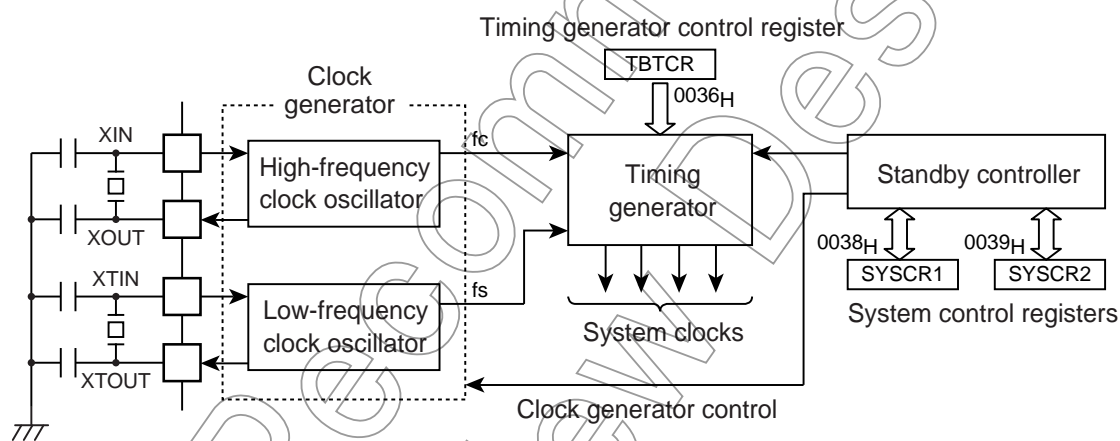 Timing generator control register
TBTCR
0036H
Clock
generator
XIN
XOUT
XTIN
XTOUT
High-frequency
clock oscillator
fc
Low-frequency
clock oscillator
fs
Timing
generator
System clocks
Standby controller
0038H
0039H
SYSCR1
SYSCR2
System control registers
Clock generator control